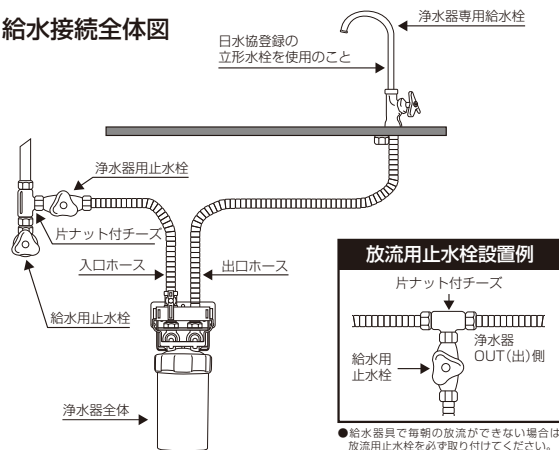 給水接続全体図
浄水器専用給水栓
日水協登録の
立形水栓を使用のこと
浄水器用止水栓
片ナット付チーズ
入口ホース
出口ホース
給水用止水栓
浄水器全体
放流用止水栓設置例
片ナット付チーズ
浄水器
OUT(出)側
給水用
止水栓
●給水器具で毎朝の放流ができない場合は
放流用止水栓を必ず取り付けてください。